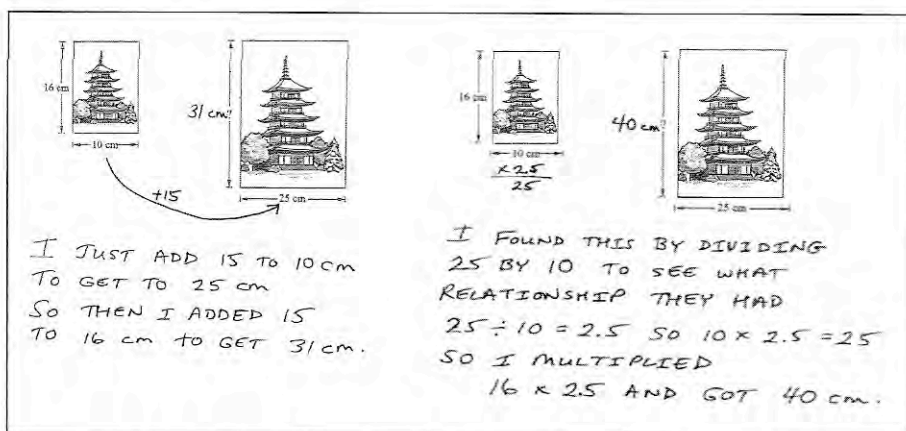 16 cm
10 cm
+15
31 cm?
25 cm
I JUST ADD 15 TO 10 cm
TO GET TO 25 cm
SO THEN I ADDED 15
TO 16 cm to GET 31 cm.
16 cm
10 cm
x 2.5
25
40 cm?
25 cm
I FOUND THIS BY DIVIDING
25 BY 10 TO SEE WHAT
RELATIONSHIP THEY HAD
25 ÷ 10 = 2.5 SO 10 x 2.5 = 25
SO I MULTIPLIED
16 x 2.5 AND GOT 40 cm.